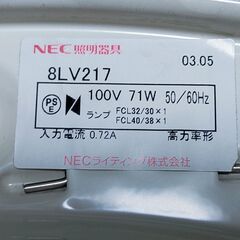 NEC照明器具
03.05
8LV217
PS
E
100V 71W 50/60Hz
ランプ FCL32/30×1
FCL40/38×1
入力電流 0.72A 高力率形
NECライティング株式会社